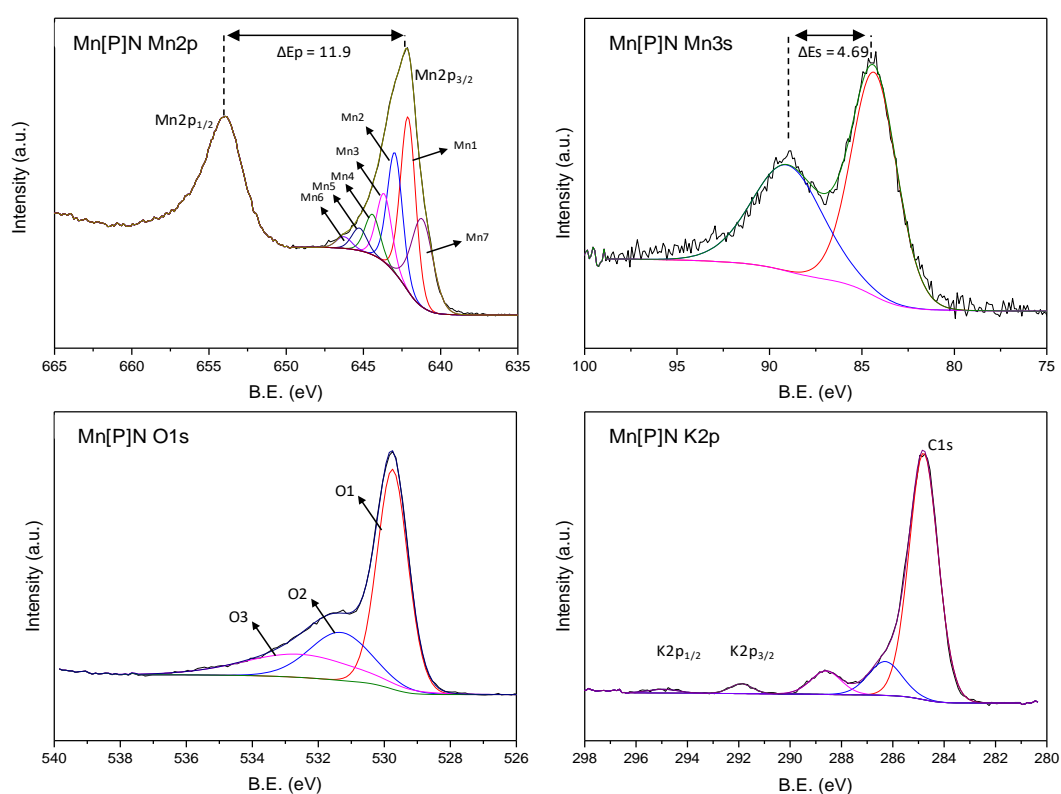 Mn[P]N Mn2p
ΔEp = 11.9
Mn2p3/2
Mn2p1/2
Mn2
Mn1
Mn3
Mn4
Mn5
Mn6
Mn7
Intensity (a.u.)
665 660 655 650 645 640 635
B.E. (eV)
Mn[P]N Mn3s
ΔEs = 4.69
Intensity (a.u.)
100 95 90 85 80 75
B.E. (eV)
Mn[P]N O1s
O1
O2
O3
Intensity (a.u.)
540 538 536 534 532 530 528 526
B.E. (eV)
Mn[P]N K2p
C1s
K2p1/2 K2p3/2
Intensity (a.u.)
298 296 294 292 290 288 286 284 282 280
B.E. (eV)